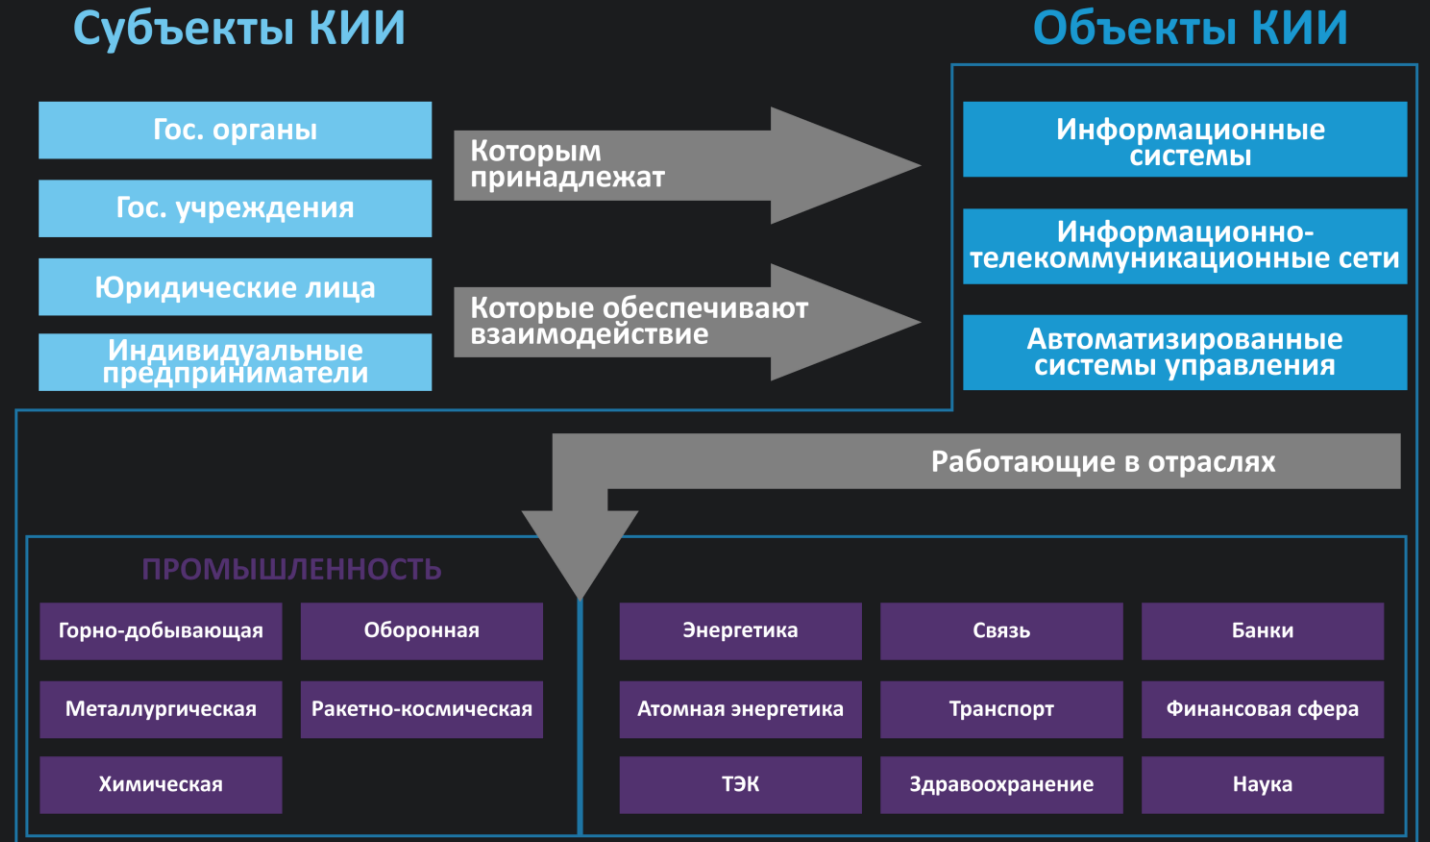 Субъекты КИИ
Объекты КИИ
Гос. органы
Гос. учреждения
Юридические лица
Индивидуальные
предприниматели
Которым
принадлежат
Которые обеспечивают
взаимодействие
Информационные
системы
Информационно-
телекоммуникационные сети
Автоматизированные
системы управления
Работающие в отраслях
ПРОМЫШЛЕННОСТЬ
Горно-добывающая
Оборонная
Металлургическая
Ракетно-космическая
Химическая
Энергетика
Связь
Банки
Атомная энергетика
Транспорт
Финансовая сфера
ТЭК
Здравоохранение
Наука